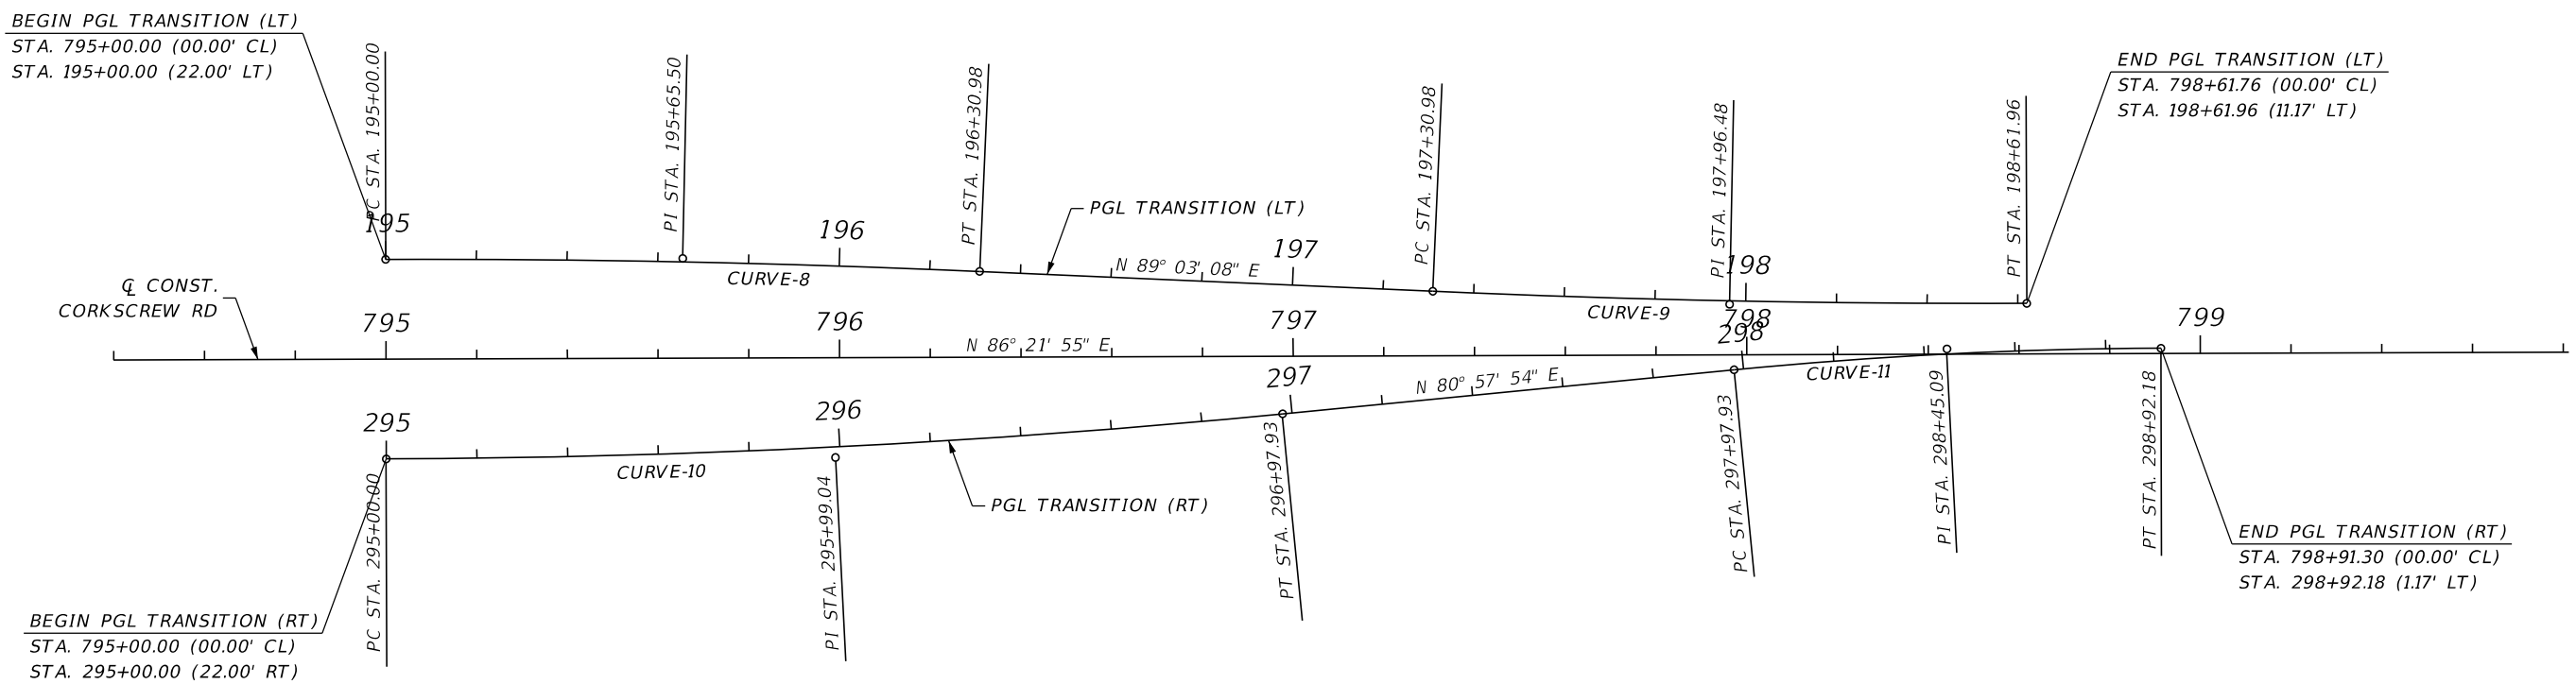 BEGIN PGL TRANSITION (LT)
STA. 795+00.00 (00.00' CL)
STA. 195+00.00 (22.00' LT)
PC STA. 195+00.00
PI STA. 195+65.50
PT STA. 196+30.98
PC STA. 197+30.98
PI STA. 197+96.48
PT STA. 198+61.96
END PGL TRANSITION (LT)
STA. 798+61.76 (00.00' CL)
STA. 198+61.96 (11.17' LT)
195
196
197
198
PGL TRANSITION (LT)
N 89° 03' 08" E
CURVE-8
CURVE-9
℄ CONST.
CORKSCREW RD
795
796
797
798
799
N 86° 21' 55" E
295
296
297
298
N 80° 57' 54" E
CURVE-10
CURVE-11
PGL TRANSITION (RT)
PC STA. 295+00.00
PI STA. 295+99.04
PT STA. 296+97.93
PC STA. 297+97.93
PI STA. 298+45.09
PT STA. 298+92.18
END PGL TRANSITION (RT)
STA. 798+91.30 (00.00' CL)
STA. 298+92.18 (1.17' LT)
BEGIN PGL TRANSITION (RT)
STA. 795+00.00 (00.00' CL)
STA. 295+00.00 (22.00' RT)